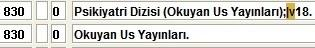 830 0 Psikiyatri Dizisi (Okuyan Us Yayınları);|v18.
830 0 Okuyan Us Yayınları.